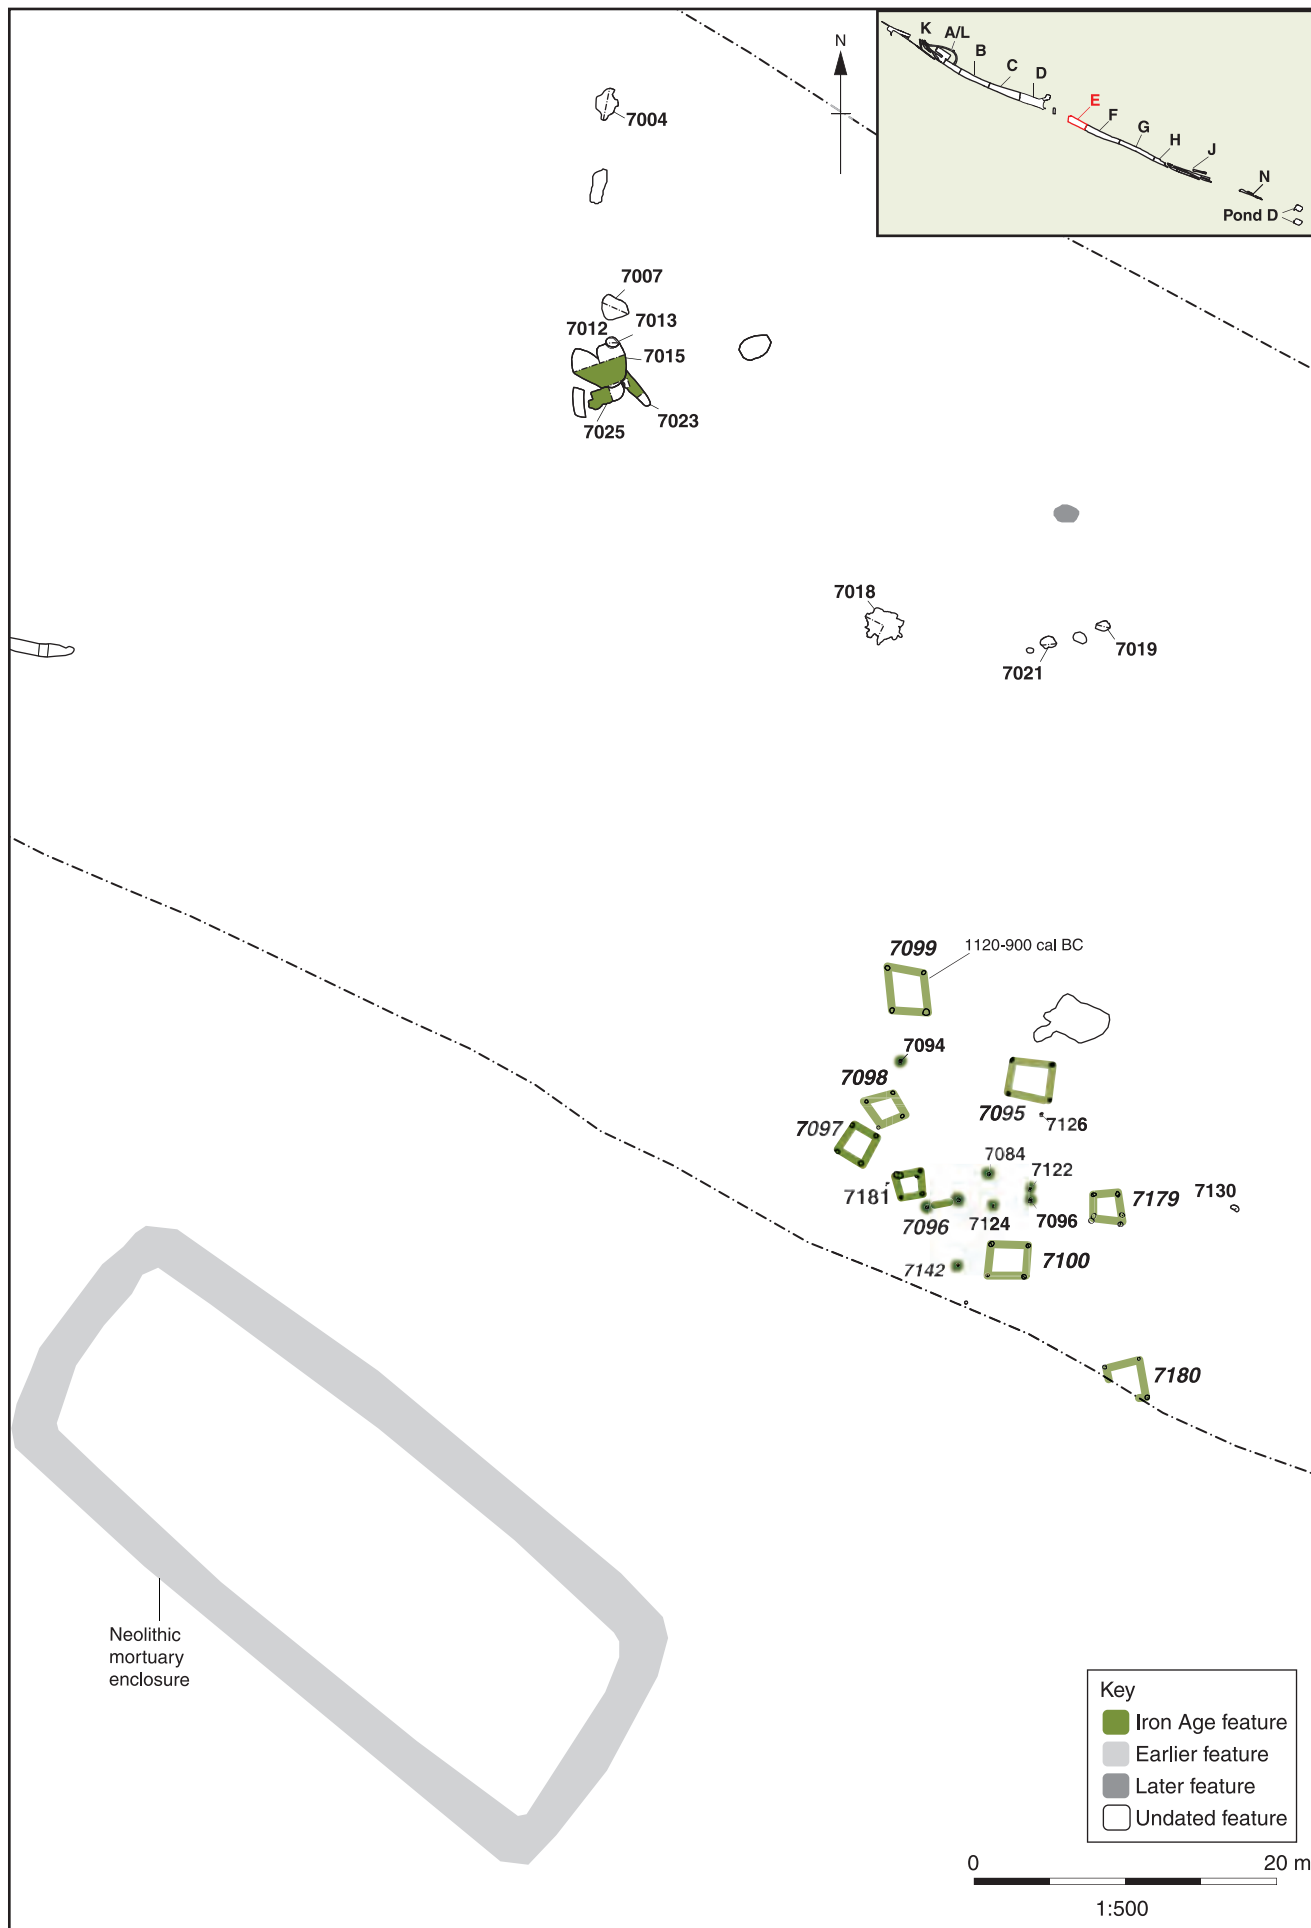 N
K
A/L
B
C
D
E
F
G
H
J
N
Pond D
7004
7007
7012
7013
7015
7023
7025
7018
7019
7021
7099
1120-900 cal BC
7094
7098
7095
7097
7126
7084
7122
7181
7179
7130
7096
7124
7096
7142
7100
7180
Neolithic
mortuary
enclosure
Key
Iron Age feature
Earlier feature
Later feature
Undated feature
0 20 m
1:500